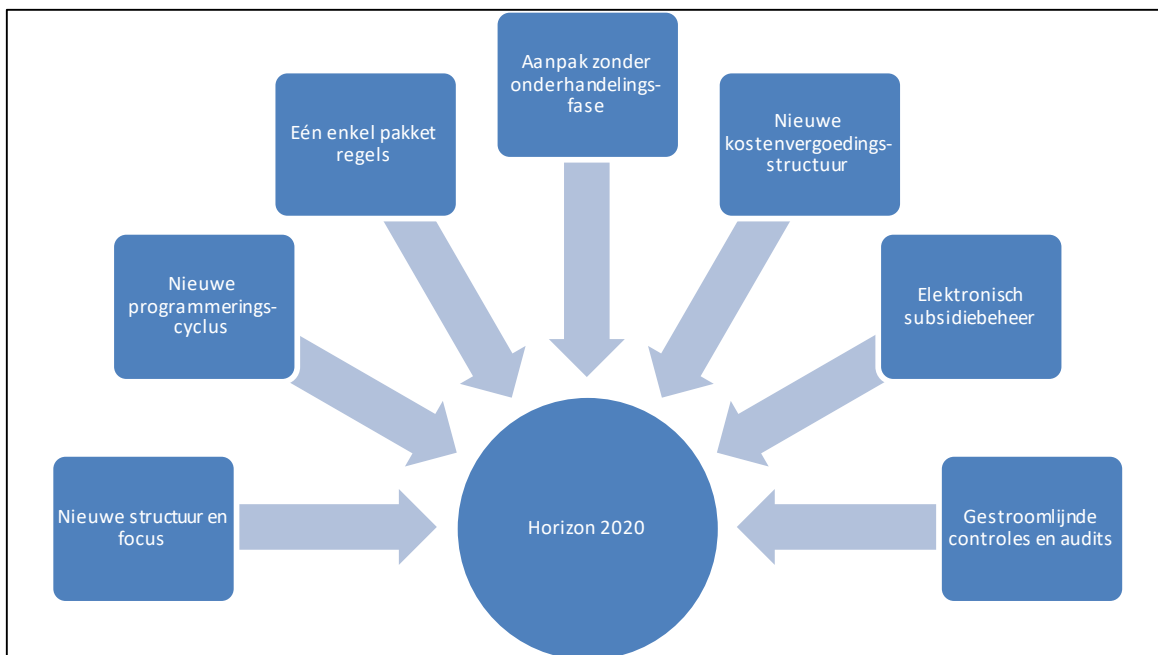 Aanpak zonder
onderhandelings-
fase
Eén enkel pakket
regels
Nieuwe
kostenvergoedings-
structuur
Nieuwe
programmerings-
cyclus
Elektronisch
subsidiebeheer
Nieuwe structuur en
focus
Horizon 2020
Gestroomlijnde
controles en audits